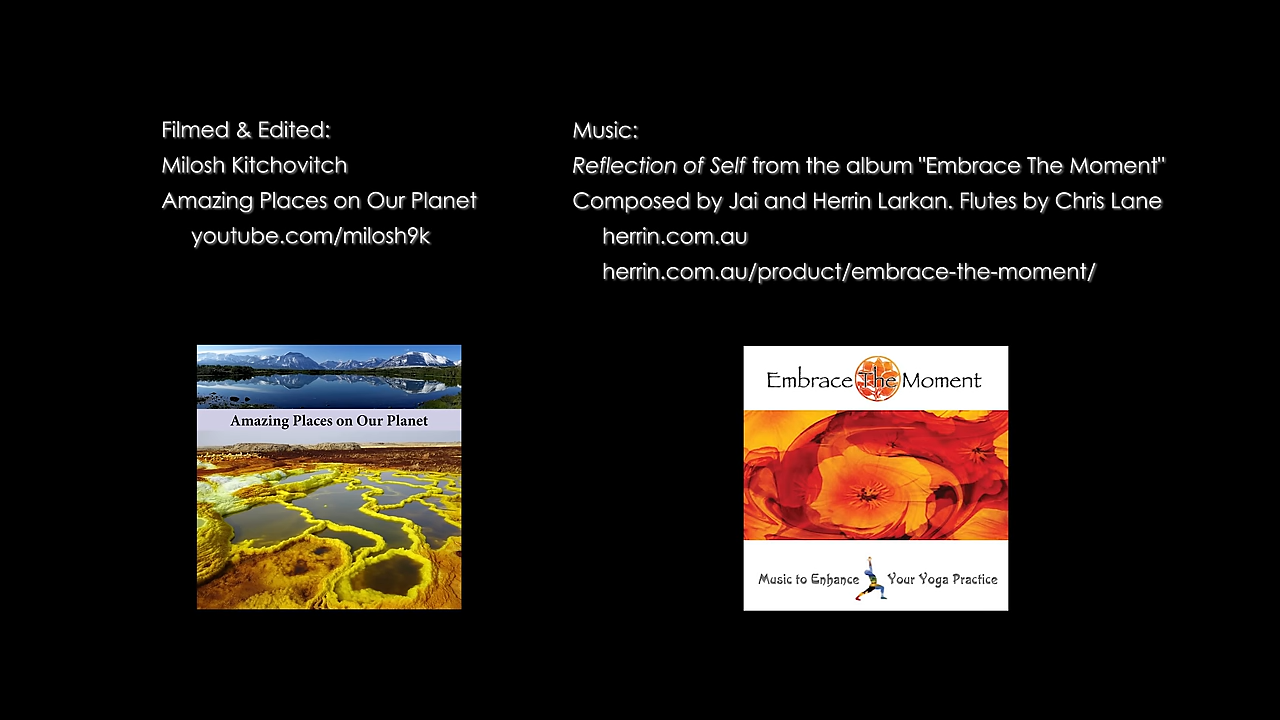 Filmed & Edited:
Milosh Kitchovitch
Amazing Places on Our Planet
youtube.com/milosh9k
Music:
Reflection of Self from the album "Embrace The Moment"
Composed by Jai and Herrin Larkan. Flutes by Chris Lane
herrin.com.au
herrin.com.au/product/embrace-the-moment/
Amazing Places on Our Planet
Embrace The Moment
Music to Enhance Your Yoga Practice